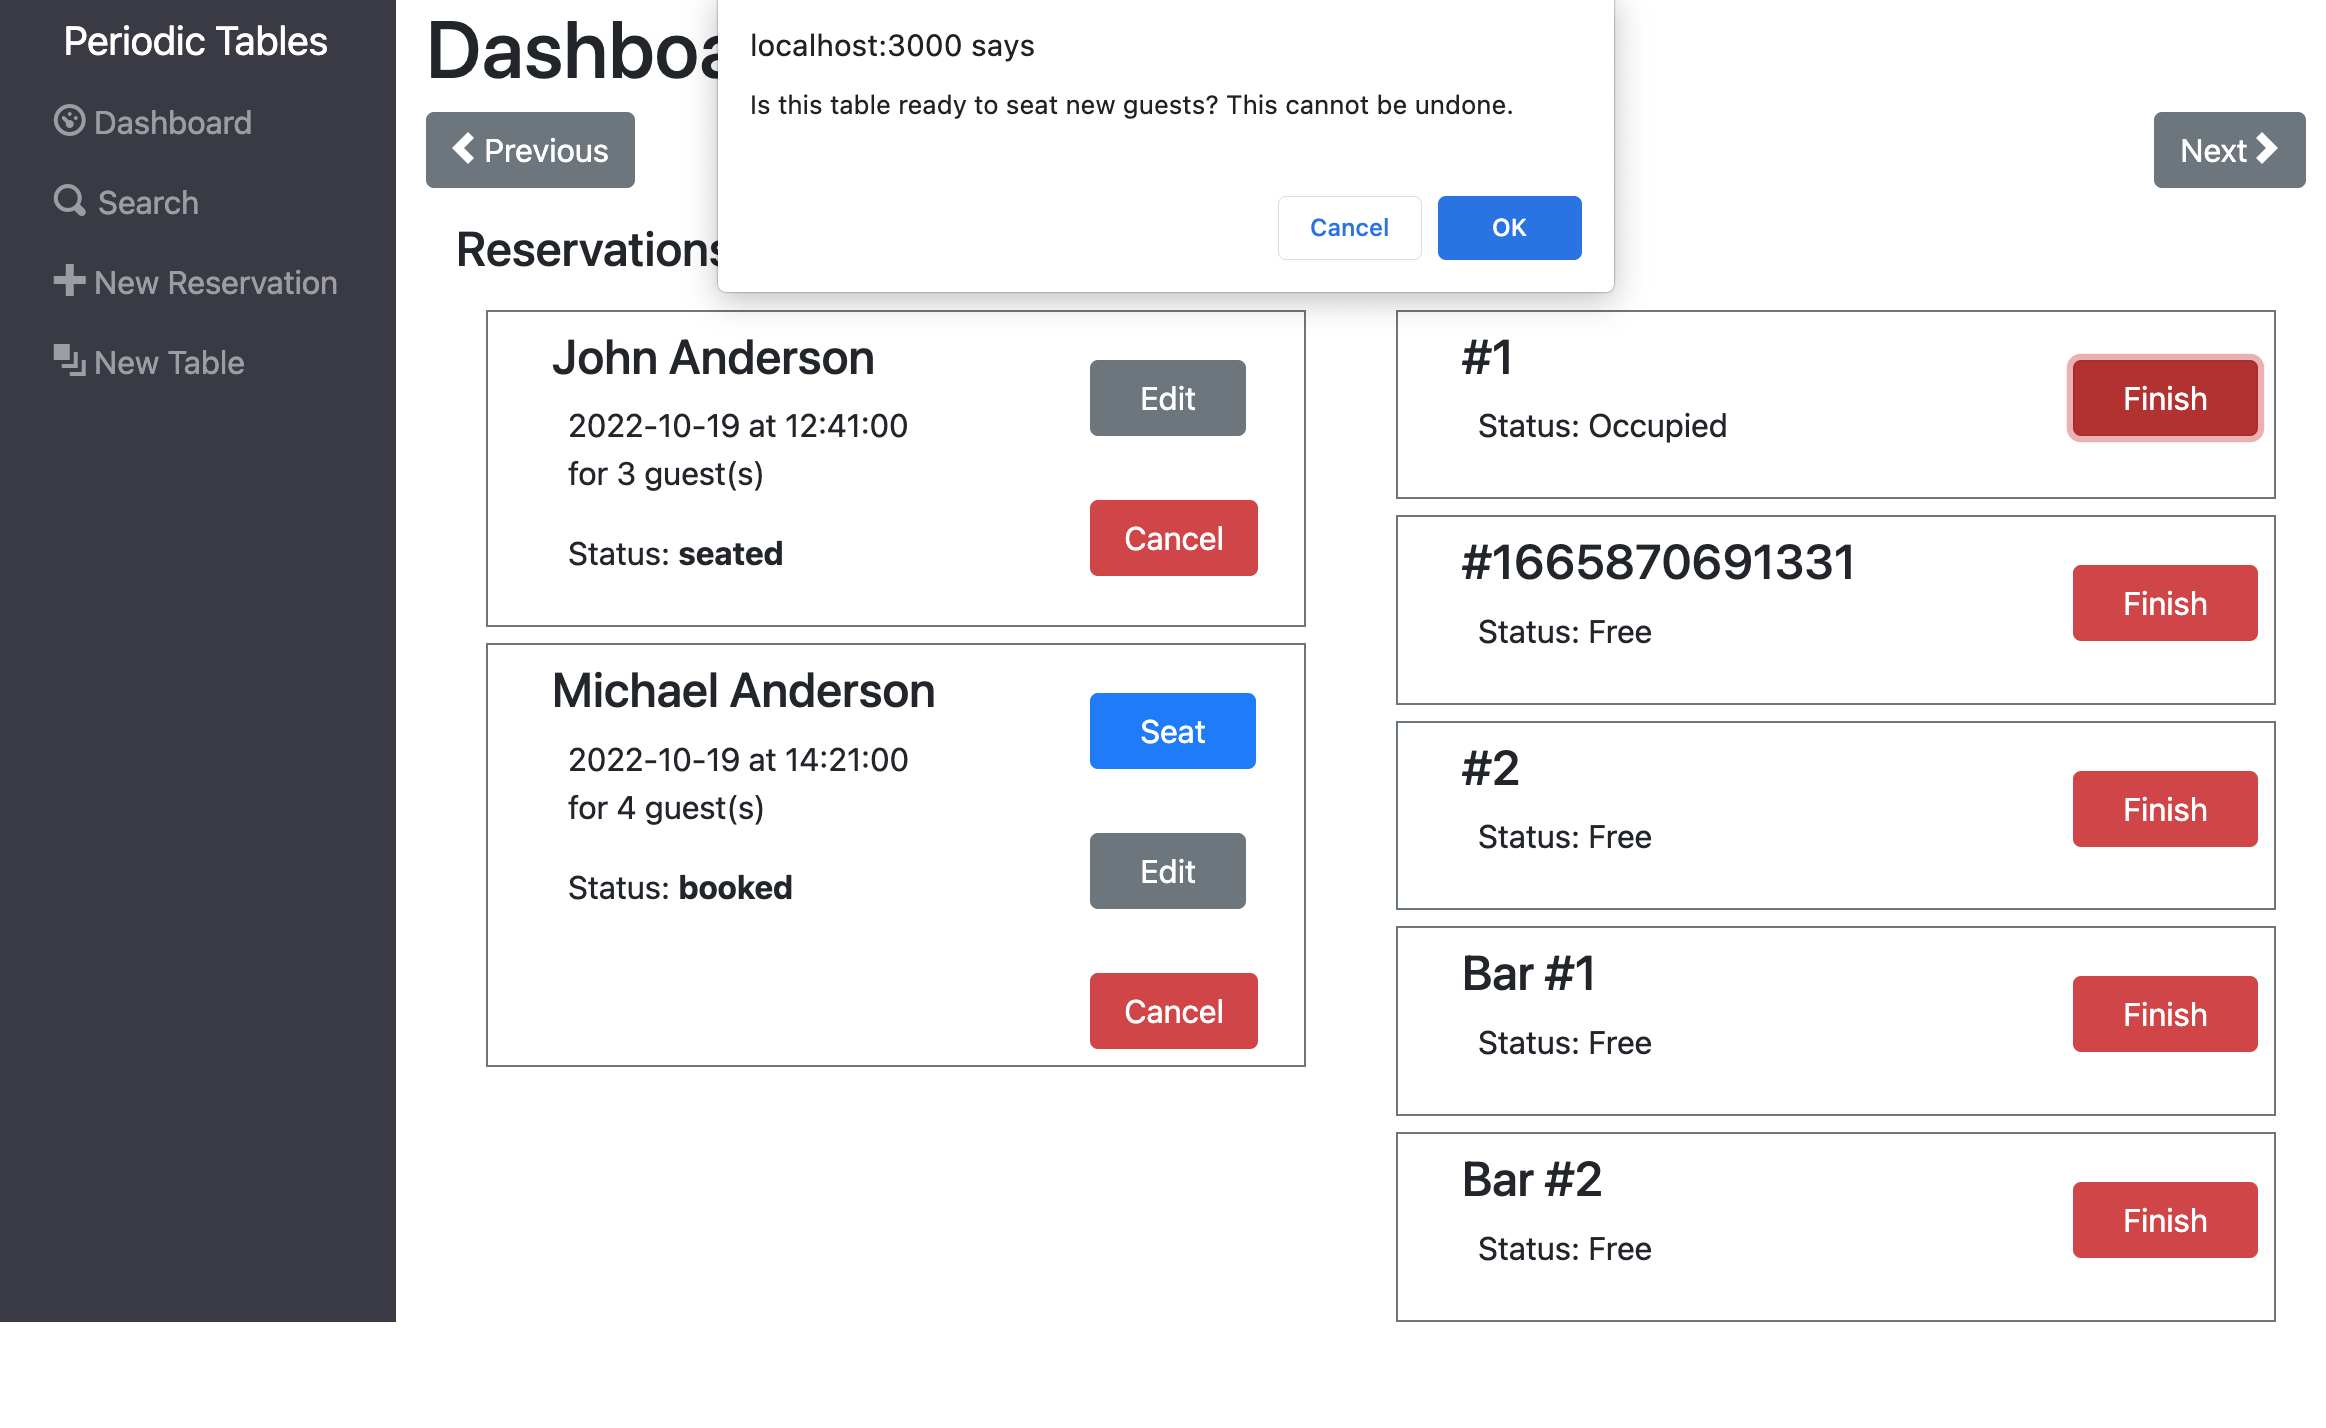 Periodic Tables
Dashboard
Search
New Reservation
New Table
localhost:3000 says
Is this table ready to seat new guests? This cannot be undone.
Cancel
OK
Previous
Next
Reservations
John Anderson
2022-10-19 at 12:41:00
for 3 guest(s)
Status: seated
Edit
Cancel
Michael Anderson
2022-10-19 at 14:21:00
for 4 guest(s)
Status: booked
Seat
Edit
Cancel
#1
Status: Occupied
Finish
#1665870691331
Status: Free
Finish
#2
Status: Free
Finish
Bar #1
Status: Free
Finish
Bar #2
Status: Free
Finish